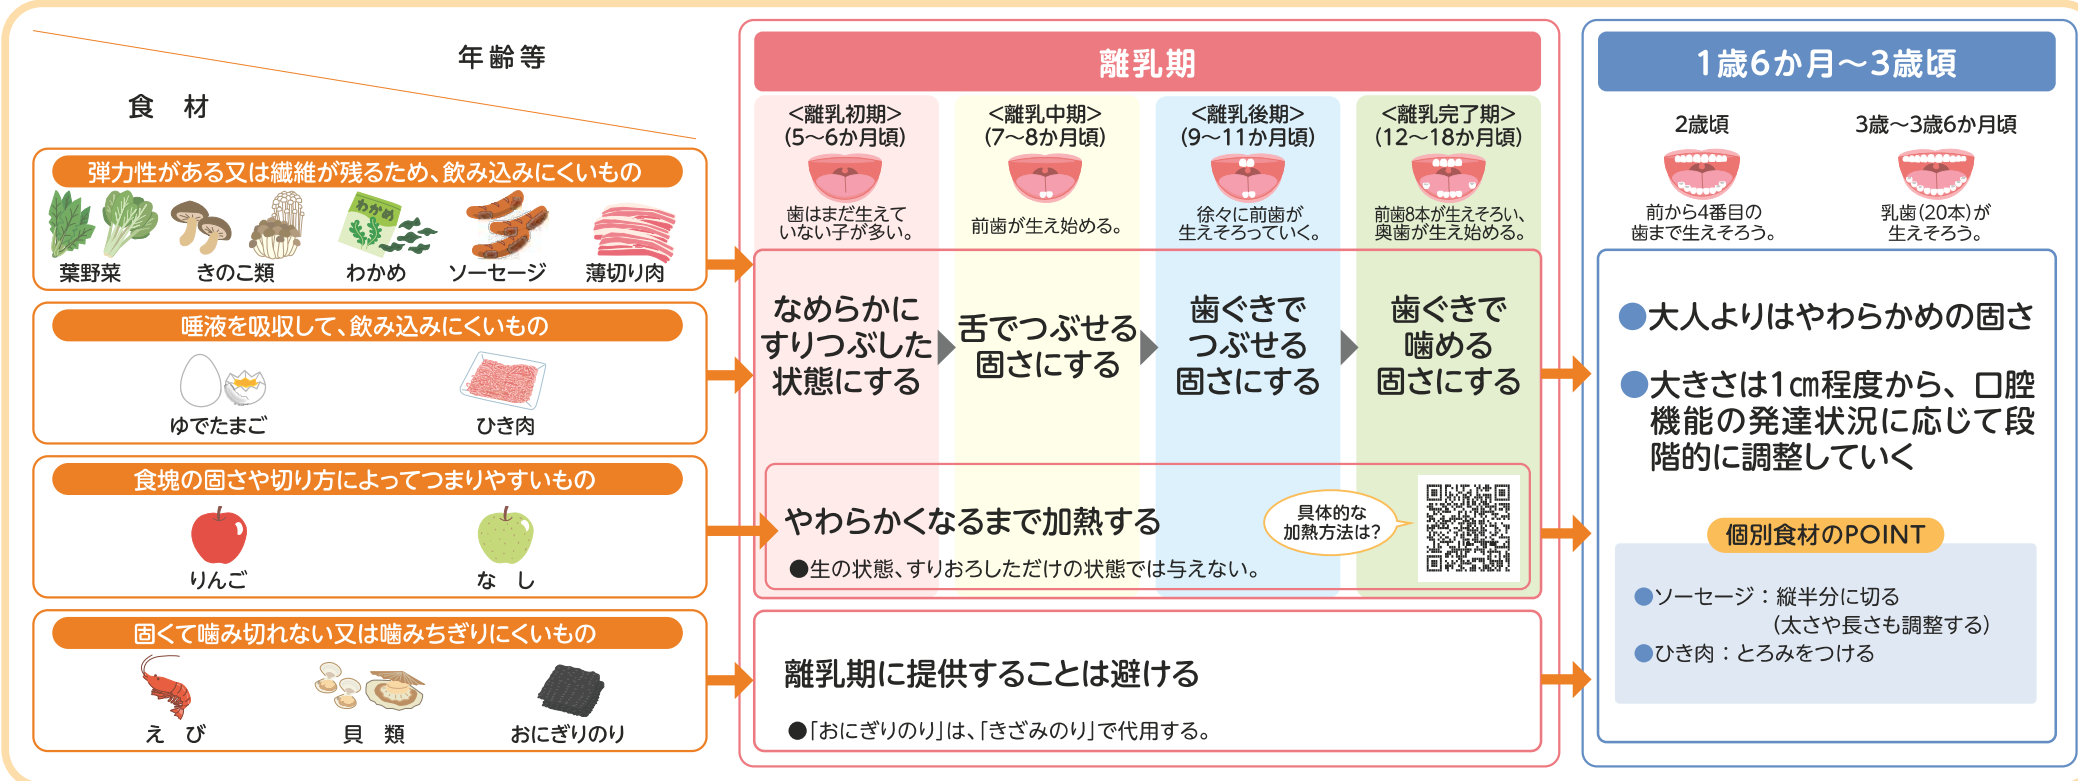 年齢等
食　材
弾力性がある又は繊維が残るため、飲み込みにくいもの
わかめ
葉野菜
きのこ類
わかめ
ソーセージ
薄切り肉
唾液を吸収して、飲み込みにくいもの
ゆでたまご
ひき肉
食塊の固さや切り方によってつまりやすいもの
りんご
な　し
固くて噛み切れない又は噛みちぎりにくいもの
え　び
貝　類
おにぎりのり
離乳期
<離乳初期>
(5～6か月頃)
歯はまだ生えて
いない子が多い。
<離乳中期>
(7～8か月頃)
前歯が生え始める。
<離乳後期>
(9～11か月頃)
徐々に前歯が
生えそろっていく。
<離乳完了期>
(12～18か月頃)
前歯8本が生えそろい、
奥歯が生え始める。
なめらかに
すりつぶした
状態にする
舌でつぶせる
固さにする
歯ぐきで
つぶせる
固さにする
歯ぐきで
噛める
固さにする
やわらかくなるまで加熱する
●生の状態、すりおろしただけの状態では与えない。
具体的な
加熱方法は？
離乳期に提供することは避ける
●「おにぎりのり」は、「きざみのり」で代用する。
1歳6か月～3歳頃
2歳頃
前から4番目の
歯まで生えそろう。
3歳～3歳6か月頃
乳歯（20本）が
生えそろう。
●大人よりはやわらかめの固さ
●大きさは1㎝程度から、口腔
機能の発達状況に応じて段
階的に調整していく
個別食材のPOINT
●ソーセージ：縦半分に切る
（太さや長さも調整する）
●ひき肉：とろみをつける